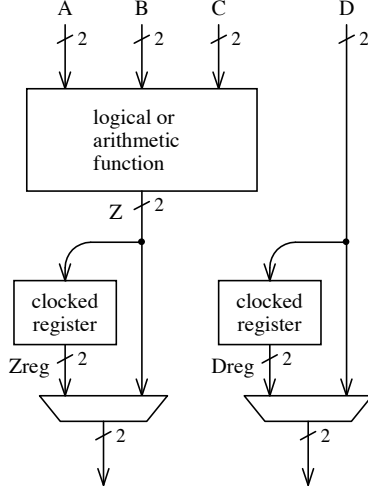 A B C D
2 2 2 2
logical or
arithmetic
function
Z 2
clocked
register
clocked
register
Zreg 2
Dreg 2
2 2